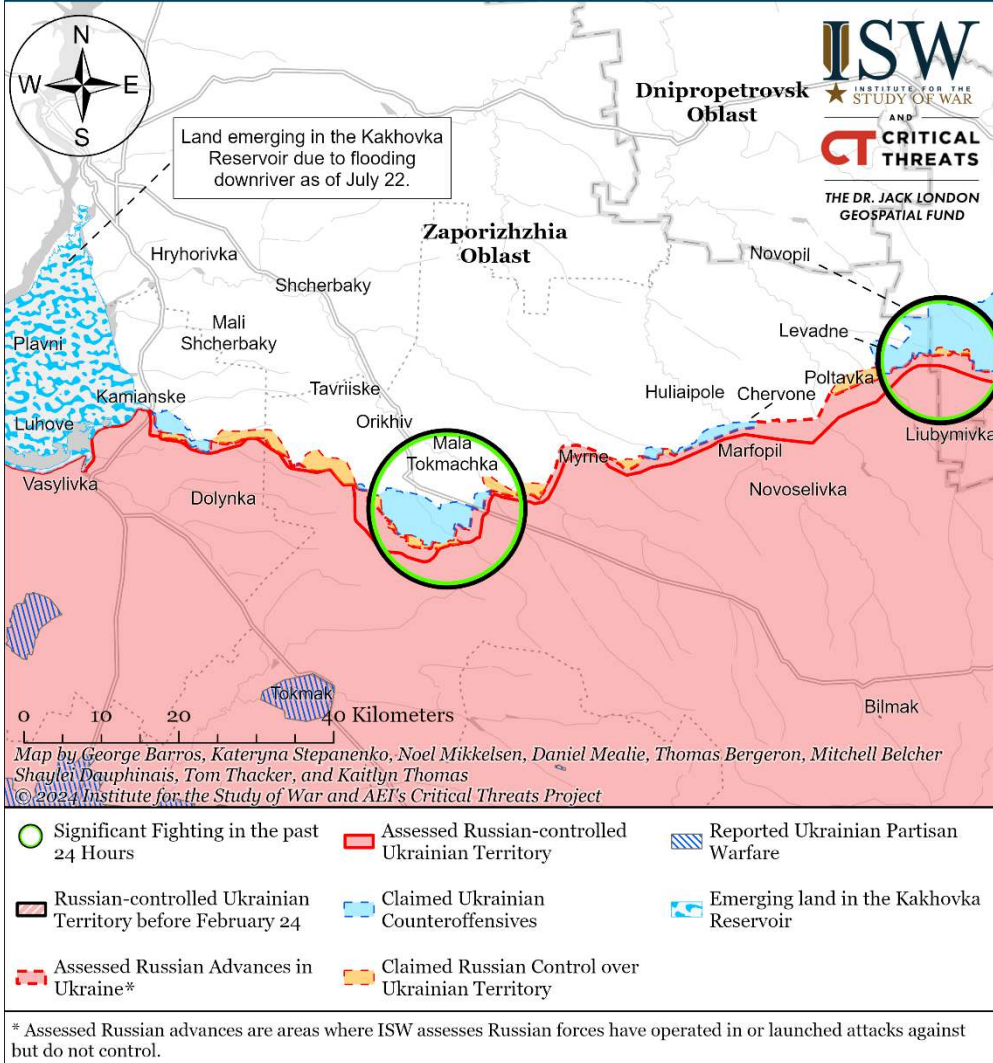 N
W
E
S
ISW
INSTITUTE FOR THE
STUDY OF WAR
AND
CT CRITICAL
THREATS
THE DR. JACK LONDON
GEOSPATIAL FUND
Dnipropetrovsk
Oblast
Land emerging in the Kakhovka
Reservoir due to flooding
downriver as of July 22.
Zaporizhzhia
Oblast
Hryhorivka
Novopil
Shcherbaky
Mali
Shcherbaky
Levadne
Plavni
Tavriiske
Huliaipole
Chervone
Poltavka
Kamianske
Orikhiv
Luhove
Mala
Tokmachka
Myrne
Marfopil
Liubymivka
Vasylivka
Dolynka
Novoselivka
Tokmak
Bilmak
0 10 20 40 Kilometers
Map by George Barros, Kateryna Stepanenko, Noel Mikkelsen, Daniel Mealie, Thomas Bergeron, Mitchell Belcher
Shaylei Dauphinais, Tom Thacker, and Kaitlyn Thomas
© 2024 Institute for the Study of War and AEI's Critical Threats Project
Significant Fighting in the past
24 Hours
Assessed Russian-controlled
Ukrainian Territory
Reported Ukrainian Partisan
Warfare
Russian-controlled Ukrainian
Territory before February 24
Claimed Ukrainian
Counteroffensives
Emerging land in the Kakhovka
Reservoir
Assessed Russian Advances in
Ukraine*
Claimed Russian Control over
Ukrainian Territory
* Assessed Russian advances are areas where ISW assesses Russian forces have operated in or launched attacks against
but do not control.